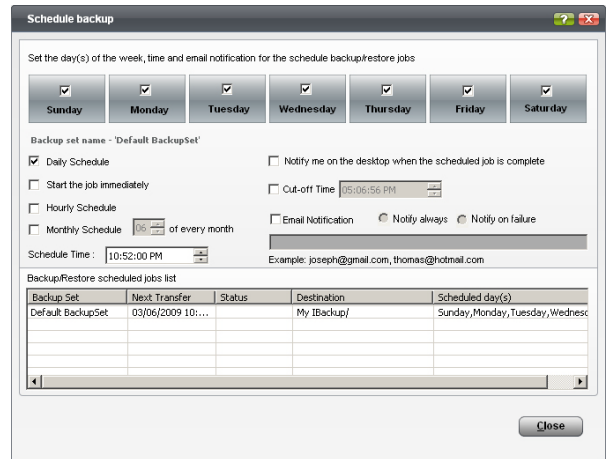 Schedule backup
Set the day(s) of the week, time and email notification for the schedule backup/restore jobs
Sunday Monday Tuesday Wednesday Thursday Friday Saturday
Backup set name - 'Default BackupSet'
Daily Schedule
Notify me on the desktop when the scheduled job is complete
Start the job immediately
Cut-off Time 05:06:56 PM
Hourly Schedule
Email Notification Notify always Notify on failure
Monthly Schedule 06 of every month
Schedule Time : 10:52:00 PM
Example: joseph@gmail.com, thomas@hotmail.com
Backup/Restore scheduled jobs list
Backup Set Next Transfer Status Destination Scheduled day(s)
Default BackupSet 03/06/2009 10:... My IBackup/ Sunday,Monday,Tuesday,Wednesd
Close